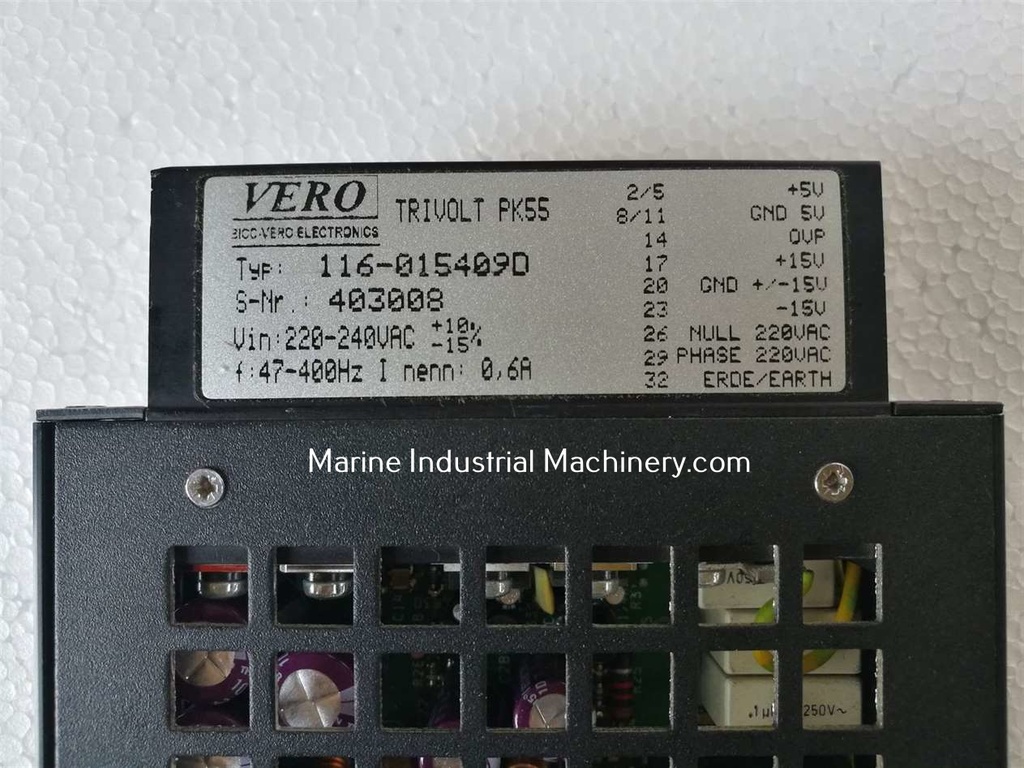 VERO
BICC-VERO ELECTRONICS
TRIVOLT PK55
Typ: 116-015409D
S-Nr.: 403008
Vin:220-240VAC +10% -15%
f:47-400Hz I nenn: 0,6A
2/5 +5V
8/11 GND 5V
14 OVP
17 +15V
20 GND +/-15V
23 -15V
26 NULL 220VAC
29 PHASE 220VAC
32 ERDE/EARTH
Marine Industrial Machinery.com
.1µ 250V~